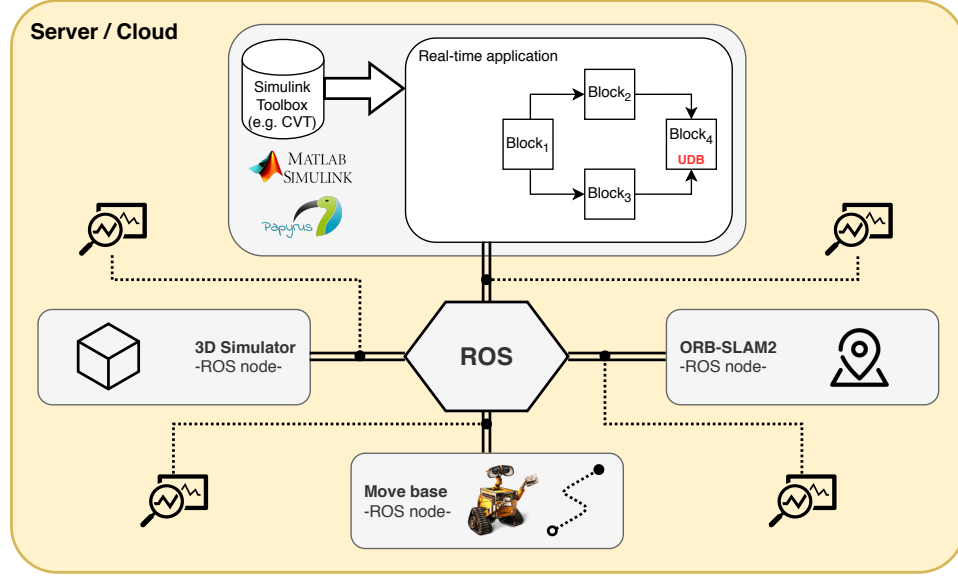 Server / Cloud
Simulink
Toolbox
(e.g. CVT)
MATLAB
SIMULINK
Papyrus
Real-time application
Block1
Block2
Block3
Block4
UDB
3D Simulator
-ROS node-
ROS
ORB-SLAM2
-ROS node-
Move base
-ROS node-